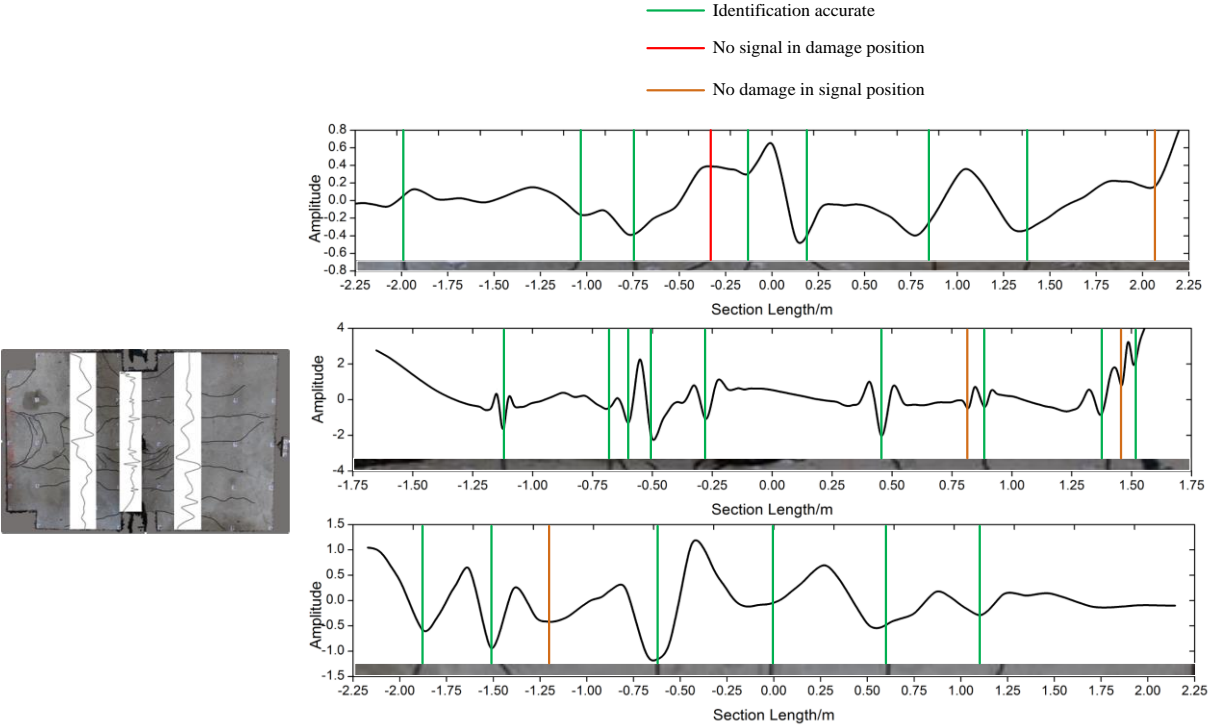 Identification accurate
No signal in damage position
No damage in signal position
0.8
0.6
0.4
0.2
0.0
-0.2
-0.4
-0.6
-0.8
Amplitude
-2.25 -2.00 -1.75 -1.50 -1.25 -1.00 -0.75 -0.50 -0.25 0.00 0.25 0.50 0.75 1.00 1.25 1.50 1.75 2.00 2.25
Section Length/m
4
2
0
-2
-4
Amplitude
-1.75 -1.50 -1.25 -1.00 -0.75 -0.50 -0.25 0.00 0.25 0.50 0.75 1.00 1.25 1.50 1.75
Section Length/m
1.5
1.0
0.5
0.0
-0.5
-1.0
-1.5
Amplitude
-2.25 -2.00 -1.75 -1.50 -1.25 -1.00 -0.75 -0.50 -0.25 0.00 0.25 0.50 0.75 1.00 1.25 1.50 1.75 2.00 2.25
Section Length/m